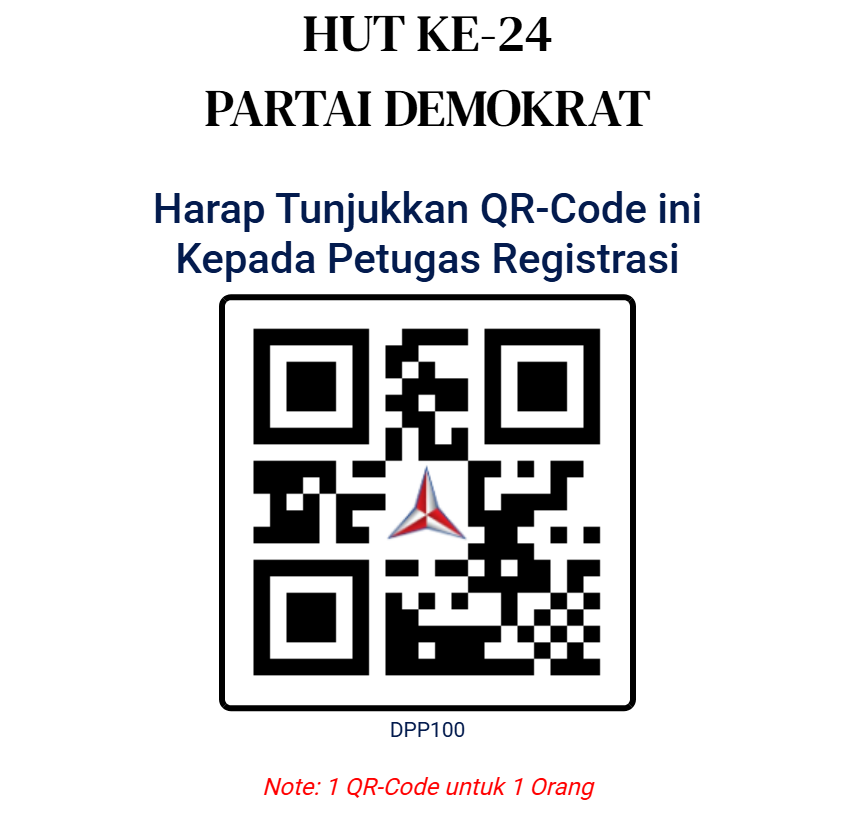 HUT KE-24
PARTAI DEMOKRAT
Harap Tunjukkan QR-Code ini
Kepada Petugas Registrasi
DPP100
Note: 1 QR-Code untuk 1 Orang